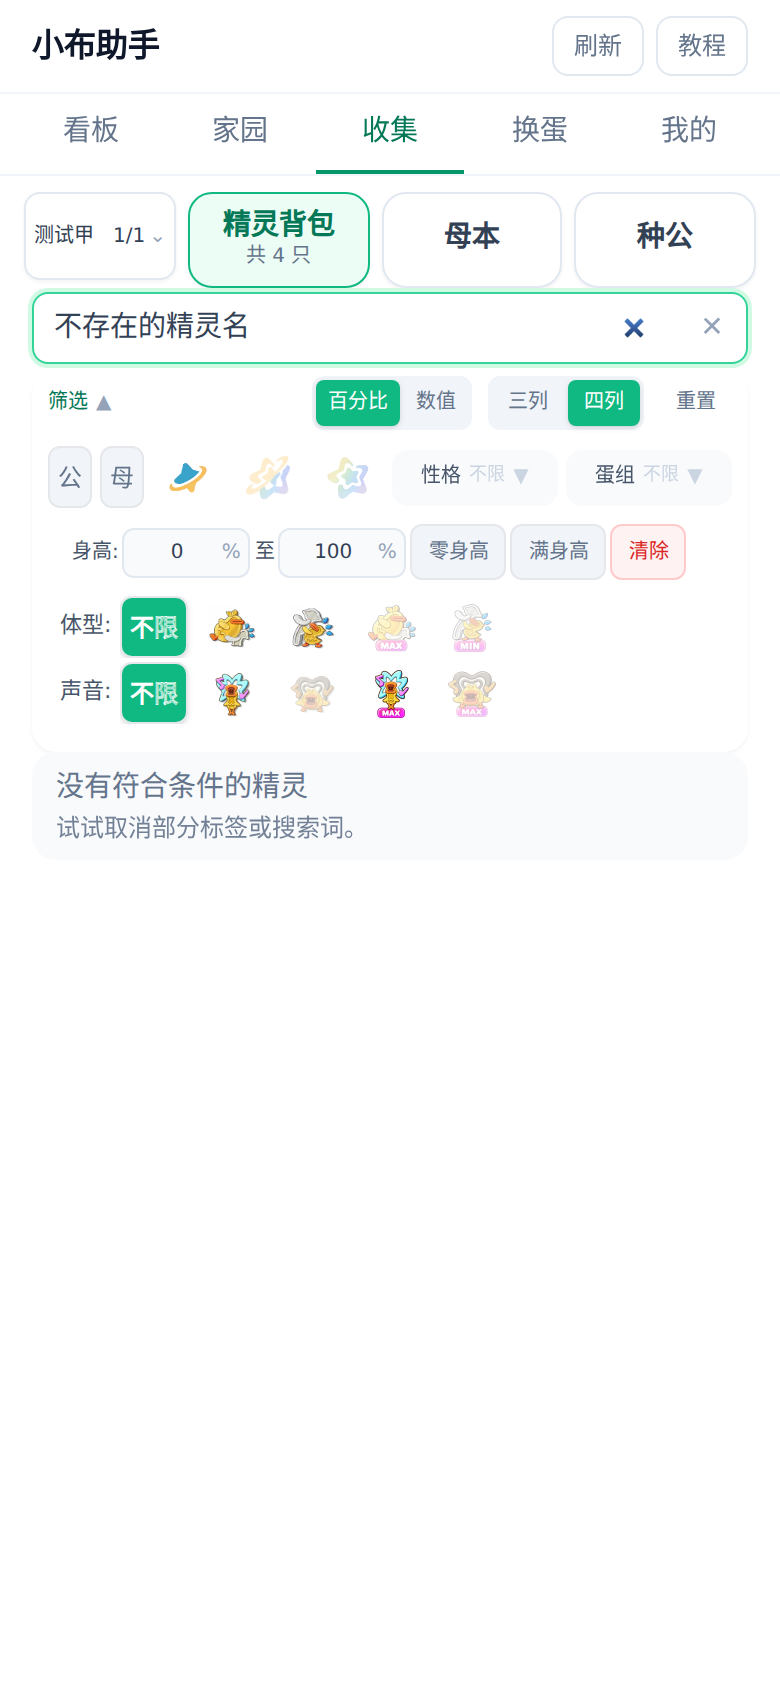 小布助手
刷新
教程
看板
家园
收集
换蛋
我的
测试甲 1/1
精灵背包
共 4 只
母本
种公
不存在的精灵名
筛选 ▲
百分比
数值
三列
四列
重置
公
母
性格 不限 ▼
蛋组 不限 ▼
身高: 0 % 至 100 %
零身高
满身高
清除
体型: 不限
MAX
MIN
声音: 不限
MAX
MAX
没有符合条件的精灵
试试取消部分标签或搜索词。